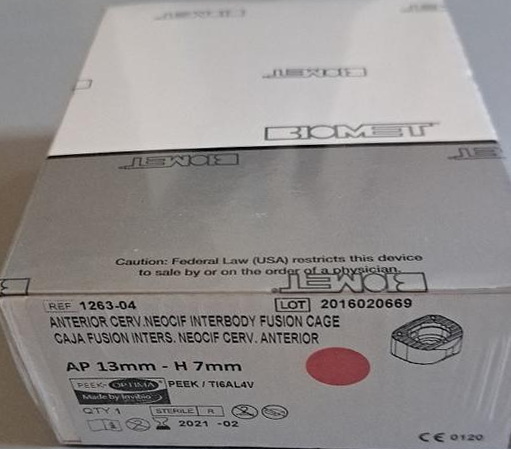 BIOMET
BIOMET
BIOMET
BIOMET
Caution: Federal Law (USA) restricts this device
to sale by or on the order of a physician.
BIOMET
REF 1263-04 LOT 2016020669
ANTERIOR CERV.NEOCIF INTERBODY FUSION CAGE
CAJA FUSION INTERS. NEOCIF CERV. ANTERIOR
AP 13mm - H 7mm
PEEK-OPTIMA PEEK / TI6AL4V
Made by Invibio
QTY 1 STERILE R
2021 -02
CE 0120